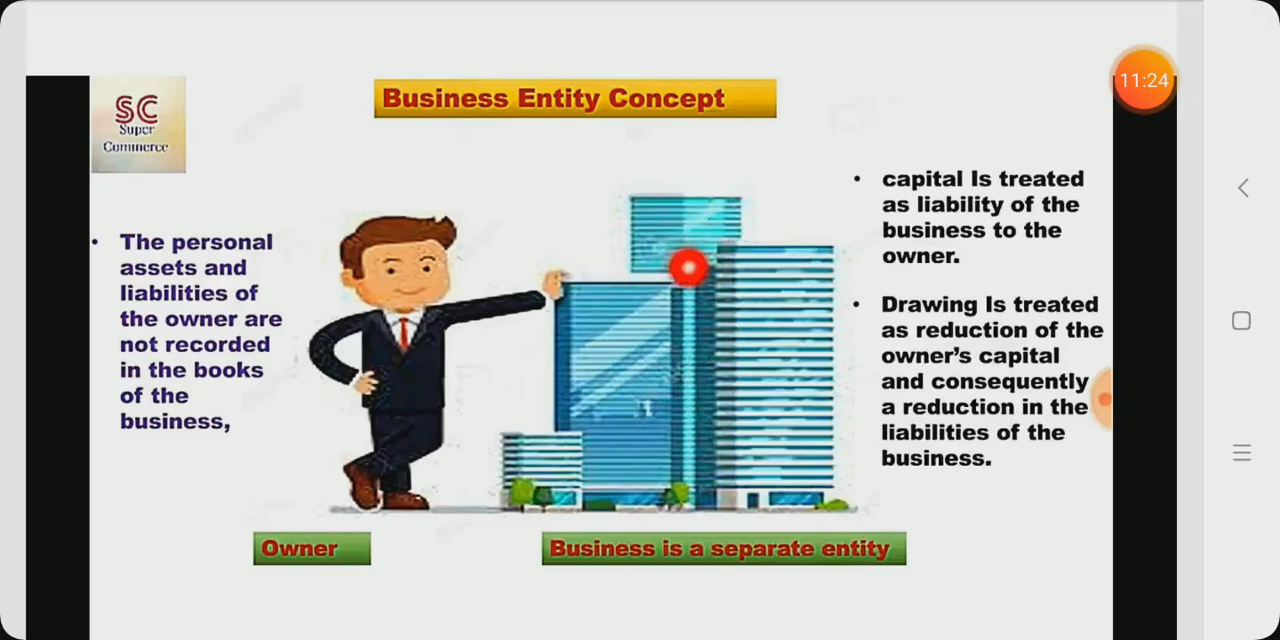 Business Entity Concept
11:24
SC
Super
Commerce
The personal
assets and
liabilities of
the owner are
not recorded
in the books
of the
business,
• capital Is treated
as liability of the
business to the
owner.
• Drawing Is treated
as reduction of the
owner's capital
and consequently
a reduction in the
liabilities of the
business.
Owner
Business is a separate entity